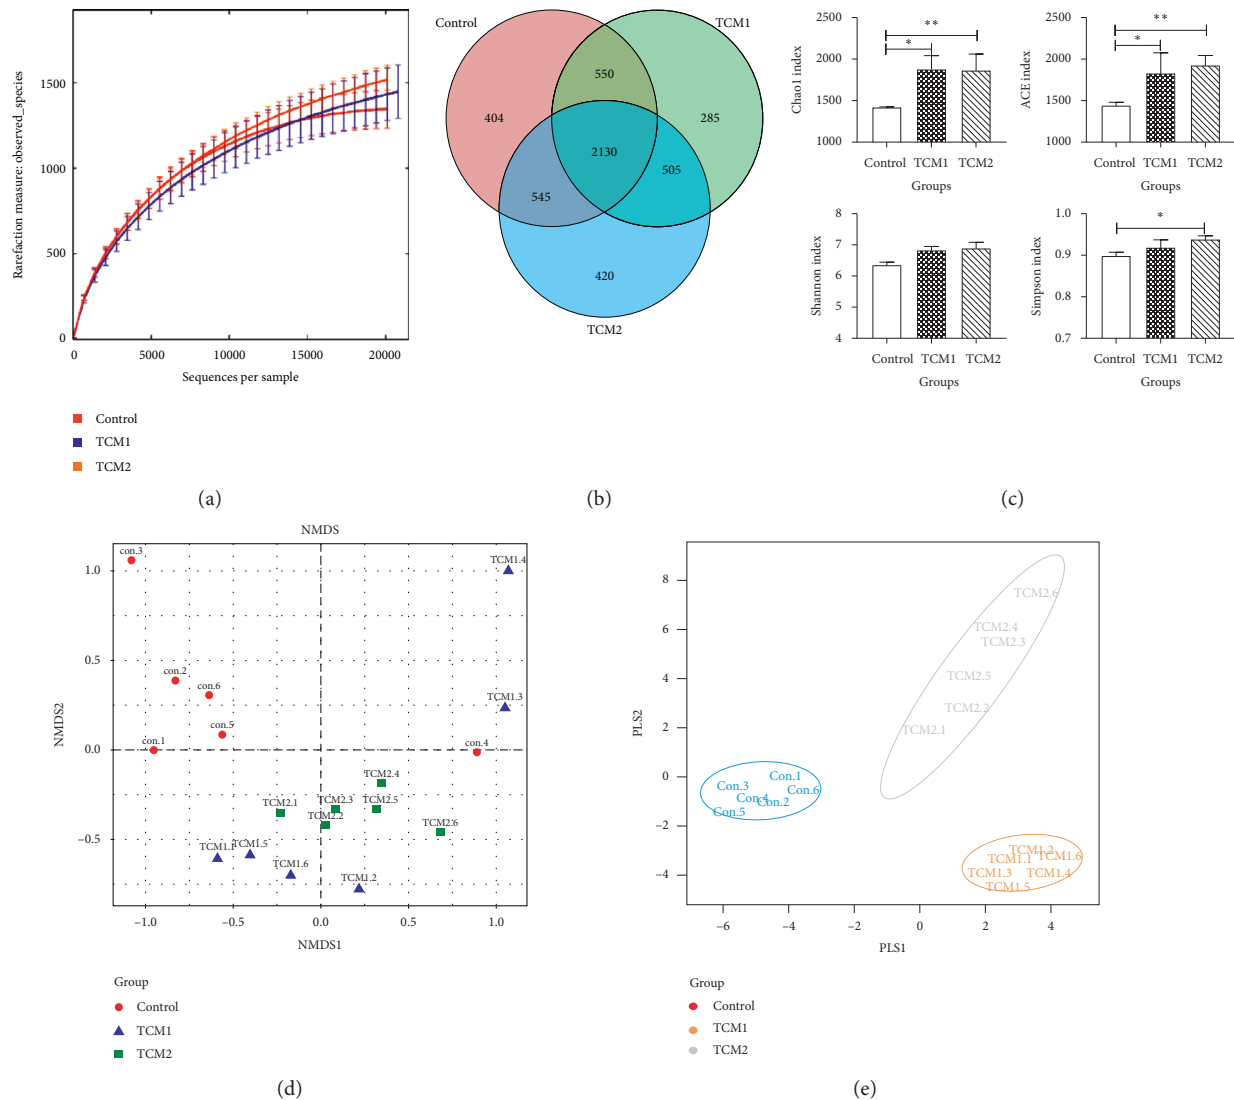 Rarefaction measure: observed_species
1500
1000
500
0
0
5000
10000
15000
20000
Sequences per sample
Control
TCM1
TCM2
(a)
Control
TCM1
550
404
285
2130
545
505
420
TCM2
(b)
Chao1 index
2500
2000
1500
1000
*
**
Control
TCM1
TCM2
Groups
ACE index
2500
2000
1500
1000
*
**
Control
TCM1
TCM2
Groups
Shannon index
8
7
6
5
4
Control
TCM1
TCM2
Groups
Simpson index
1.0
0.9
0.8
0.7
*
Control
TCM1
TCM2
Groups
(c)
NMDS
NMDS2
1.0
0.5
0.0
−0.5
con.3
TCM1.4
con.2
con.6
TCM1.3
con.5
con.1
con.4
TCM2.4
TCM2.1
TCM2.3
TCM2.5
TCM2.2
TCM2.6
TCM1.1
TCM1.5
TCM1.6
TCM1.2
−1.0
−0.5
0.0
0.5
1.0
NMDS1
Group
Control
TCM1
TCM2
(d)
PLS2
8
6
4
2
0
−2
−4
TCM2.6
TCM2.4
TCM2.3
TCM2.5
TCM2.2
TCM2.1
Con.1
Con.3
Con.6
Con.4
Con.2
Con.5
TCM1.2
TCM1.1
TCM1.6
TCM1.3
TCM1.4
TCM1.5
−6
−4
−2
0
2
4
PLS1
Group
Control
TCM1
TCM2
(e)